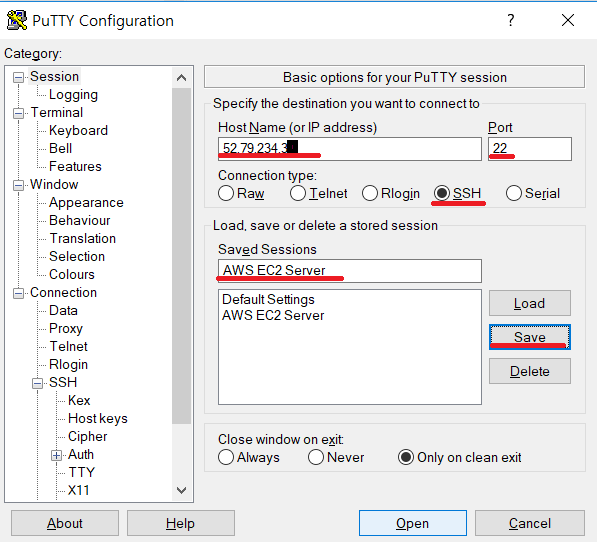 PuTTY Configuration
Category:
Session
Logging
Terminal
Keyboard
Bell
Features
Window
Appearance
Behaviour
Translation
Selection
Colours
Connection
Data
Proxy
Telnet
Rlogin
SSH
Kex
Host keys
Cipher
Auth
TTY
X11
Basic options for your PuTTY session
Specify the destination you want to connect to
Host Name (or IP address) Port
52.79.234.3 22
Connection type:
Raw Telnet Rlogin SSH Serial
Load, save or delete a stored session
Saved Sessions
AWS EC2 Server
Default Settings
AWS EC2 Server
Load
Save
Delete
Close window on exit:
Always Never Only on clean exit
About Help Open Cancel